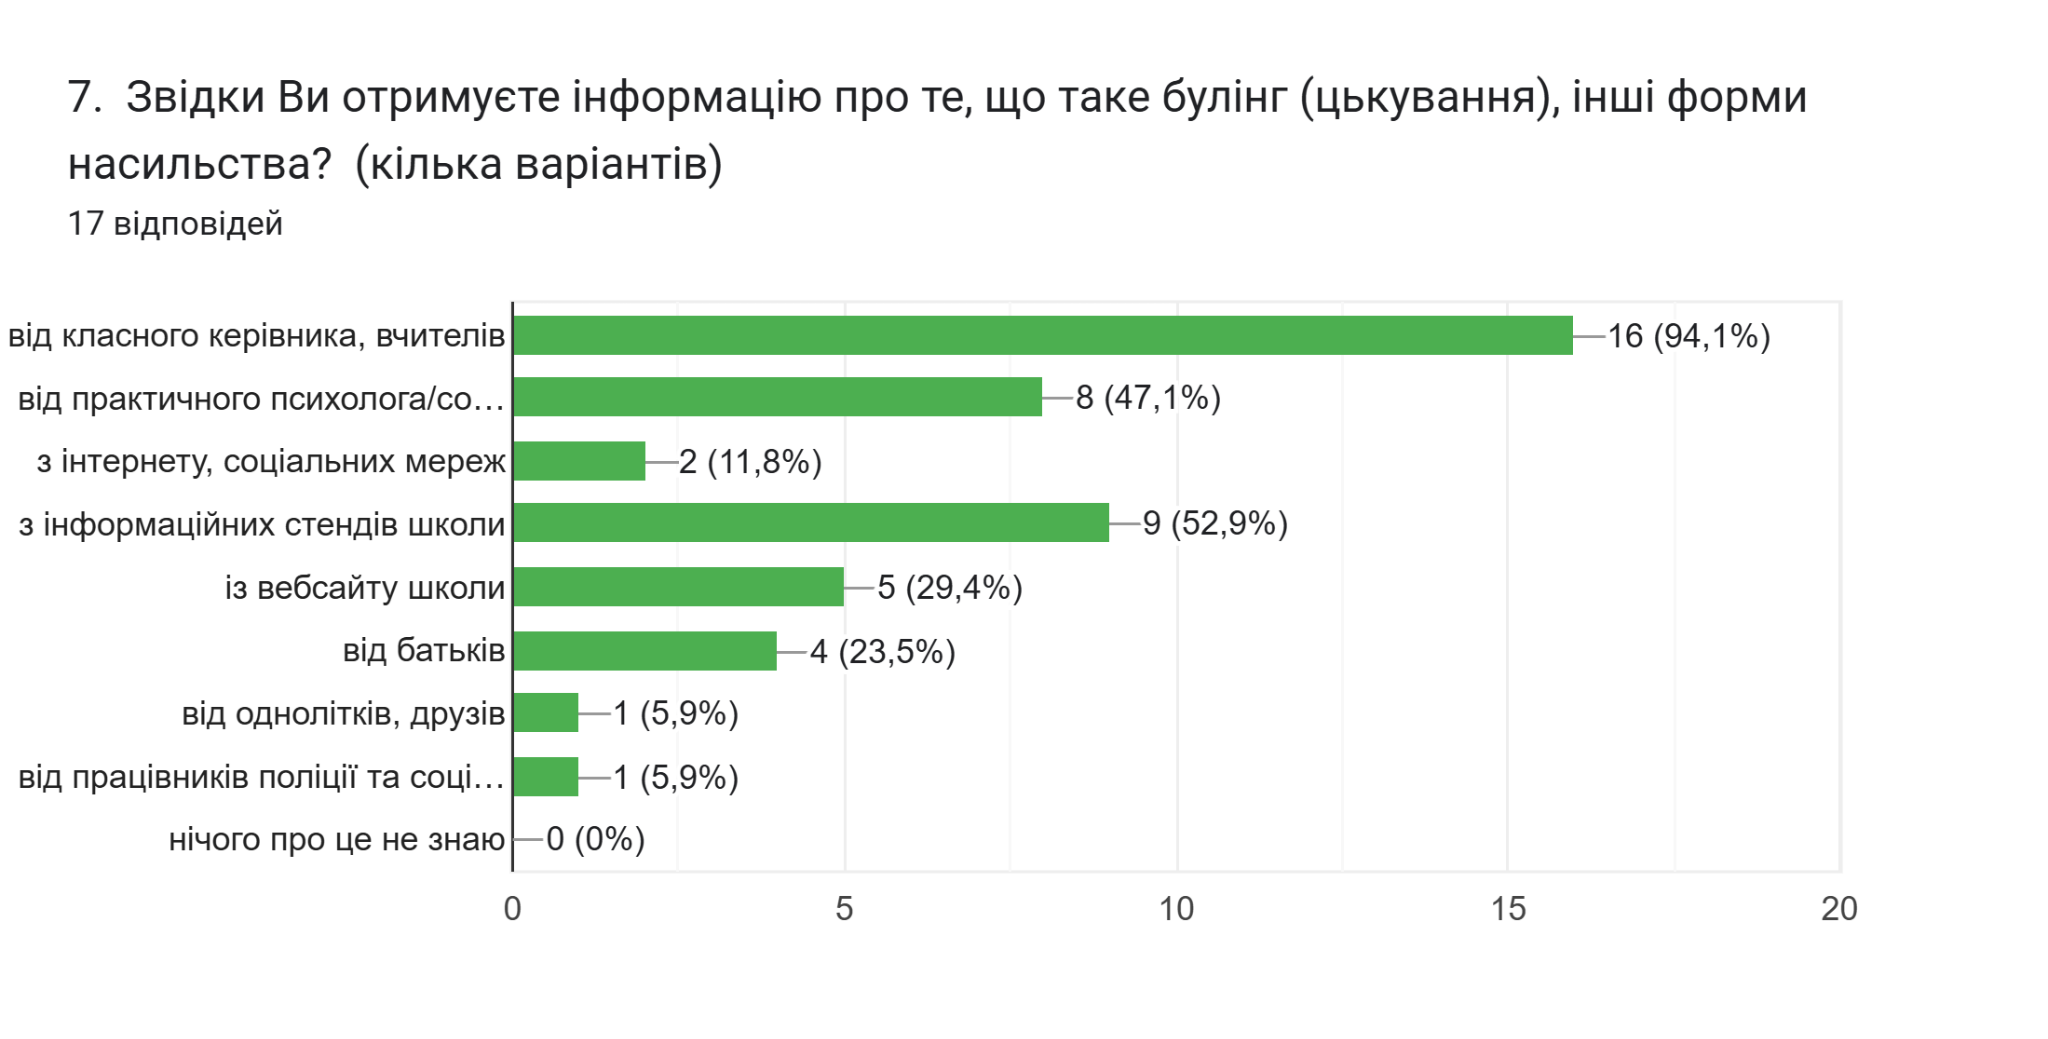 7. Звідки Ви отримуєте інформацію про те, що таке булінг (цькування), інші форми
насильства? (кілька варіантів)
17 відповідей
від класного керівника, вчителів 16 (94,1%)
від практичного психолога/со… 8 (47,1%)
з інтернету, соціальних мереж 2 (11,8%)
з інформаційних стендів школи 9 (52,9%)
із вебсайту школи 5 (29,4%)
від батьків 4 (23,5%)
від однолітків, друзів 1 (5,9%)
від працівників поліції та соці… 1 (5,9%)
нічого про це не знаю 0 (0%)
0 5 10 15 20